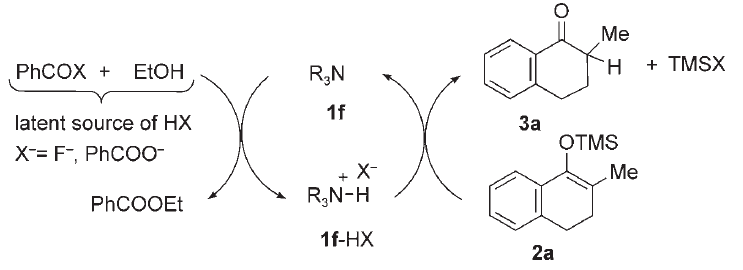 O
Me
H
PhCOX + EtOH
R₃N
+ TMSX
1f
3a
latent source of HX
X⁻= F⁻, PhCOO⁻
OTMS
+ X⁻
Me
PhCOOEt
R₃N-H
1f-HX
2a